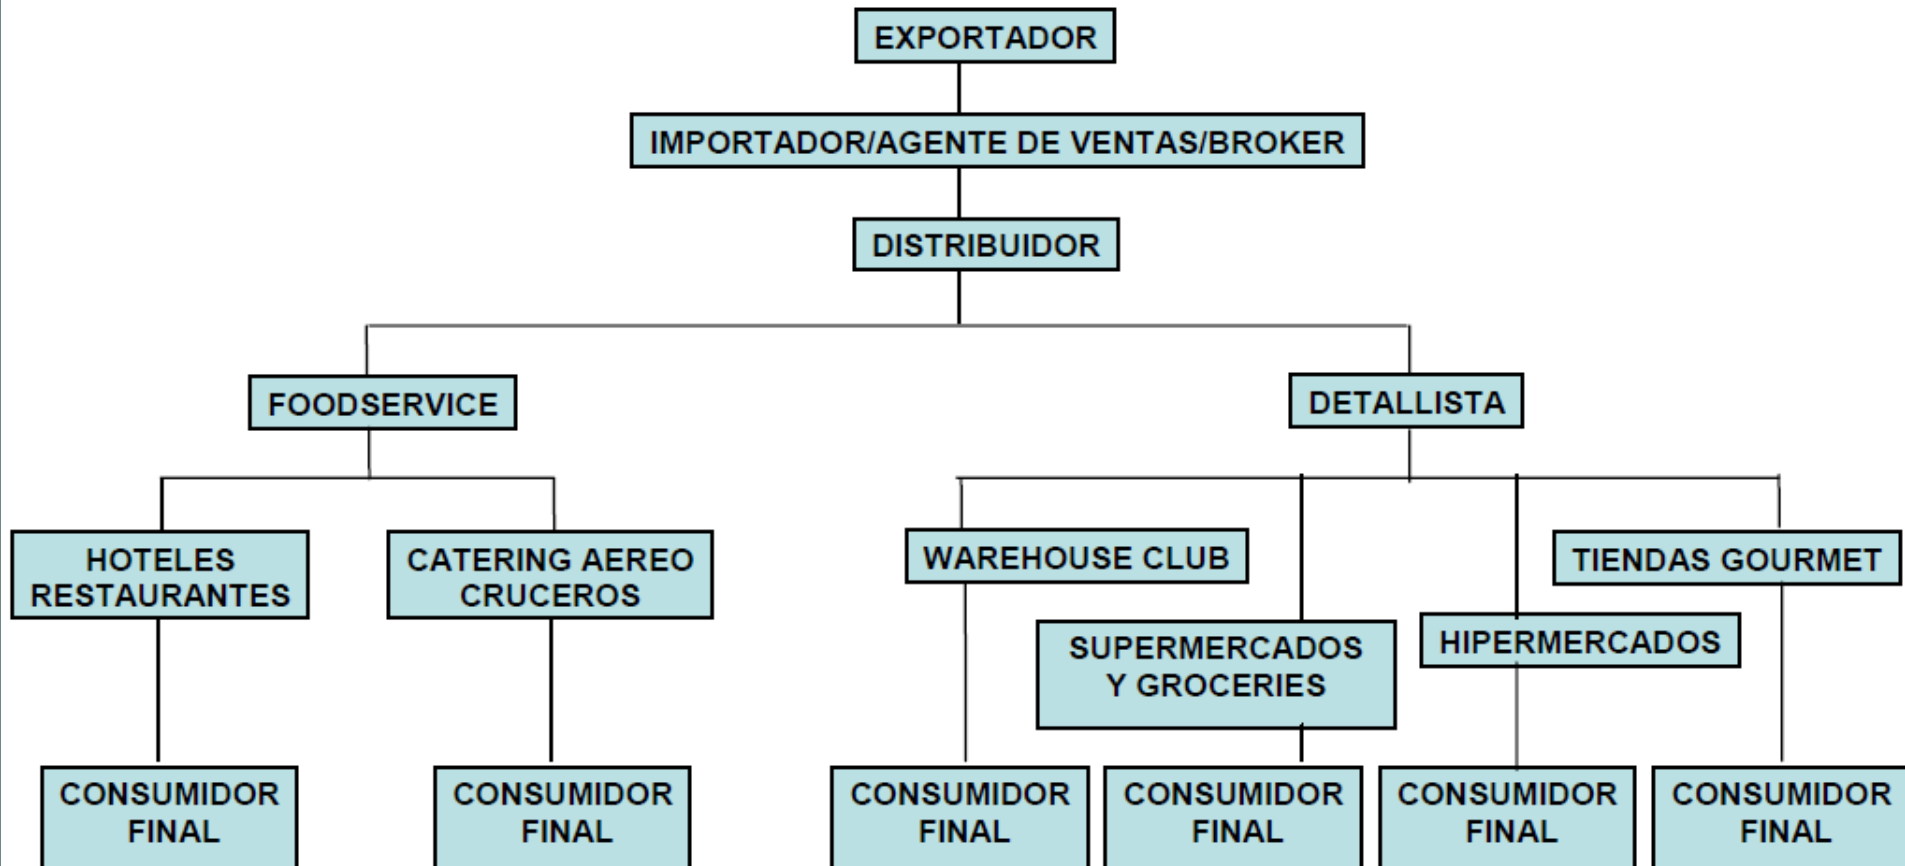 EXPORTADOR
IMPORTADOR/AGENTE DE VENTAS/BROKER
DISTRIBUIDOR
FOODSERVICE
DETALLISTA
HOTELES
RESTAURANTES
CATERING AEREO
CRUCEROS
WAREHOUSE CLUB
TIENDAS GOURMET
SUPERMERCADOS
Y GROCERIES
HIPERMERCADOS
CONSUMIDOR
FINAL
CONSUMIDOR
FINAL
CONSUMIDOR
FINAL
CONSUMIDOR
FINAL
CONSUMIDOR
FINAL
CONSUMIDOR
FINAL